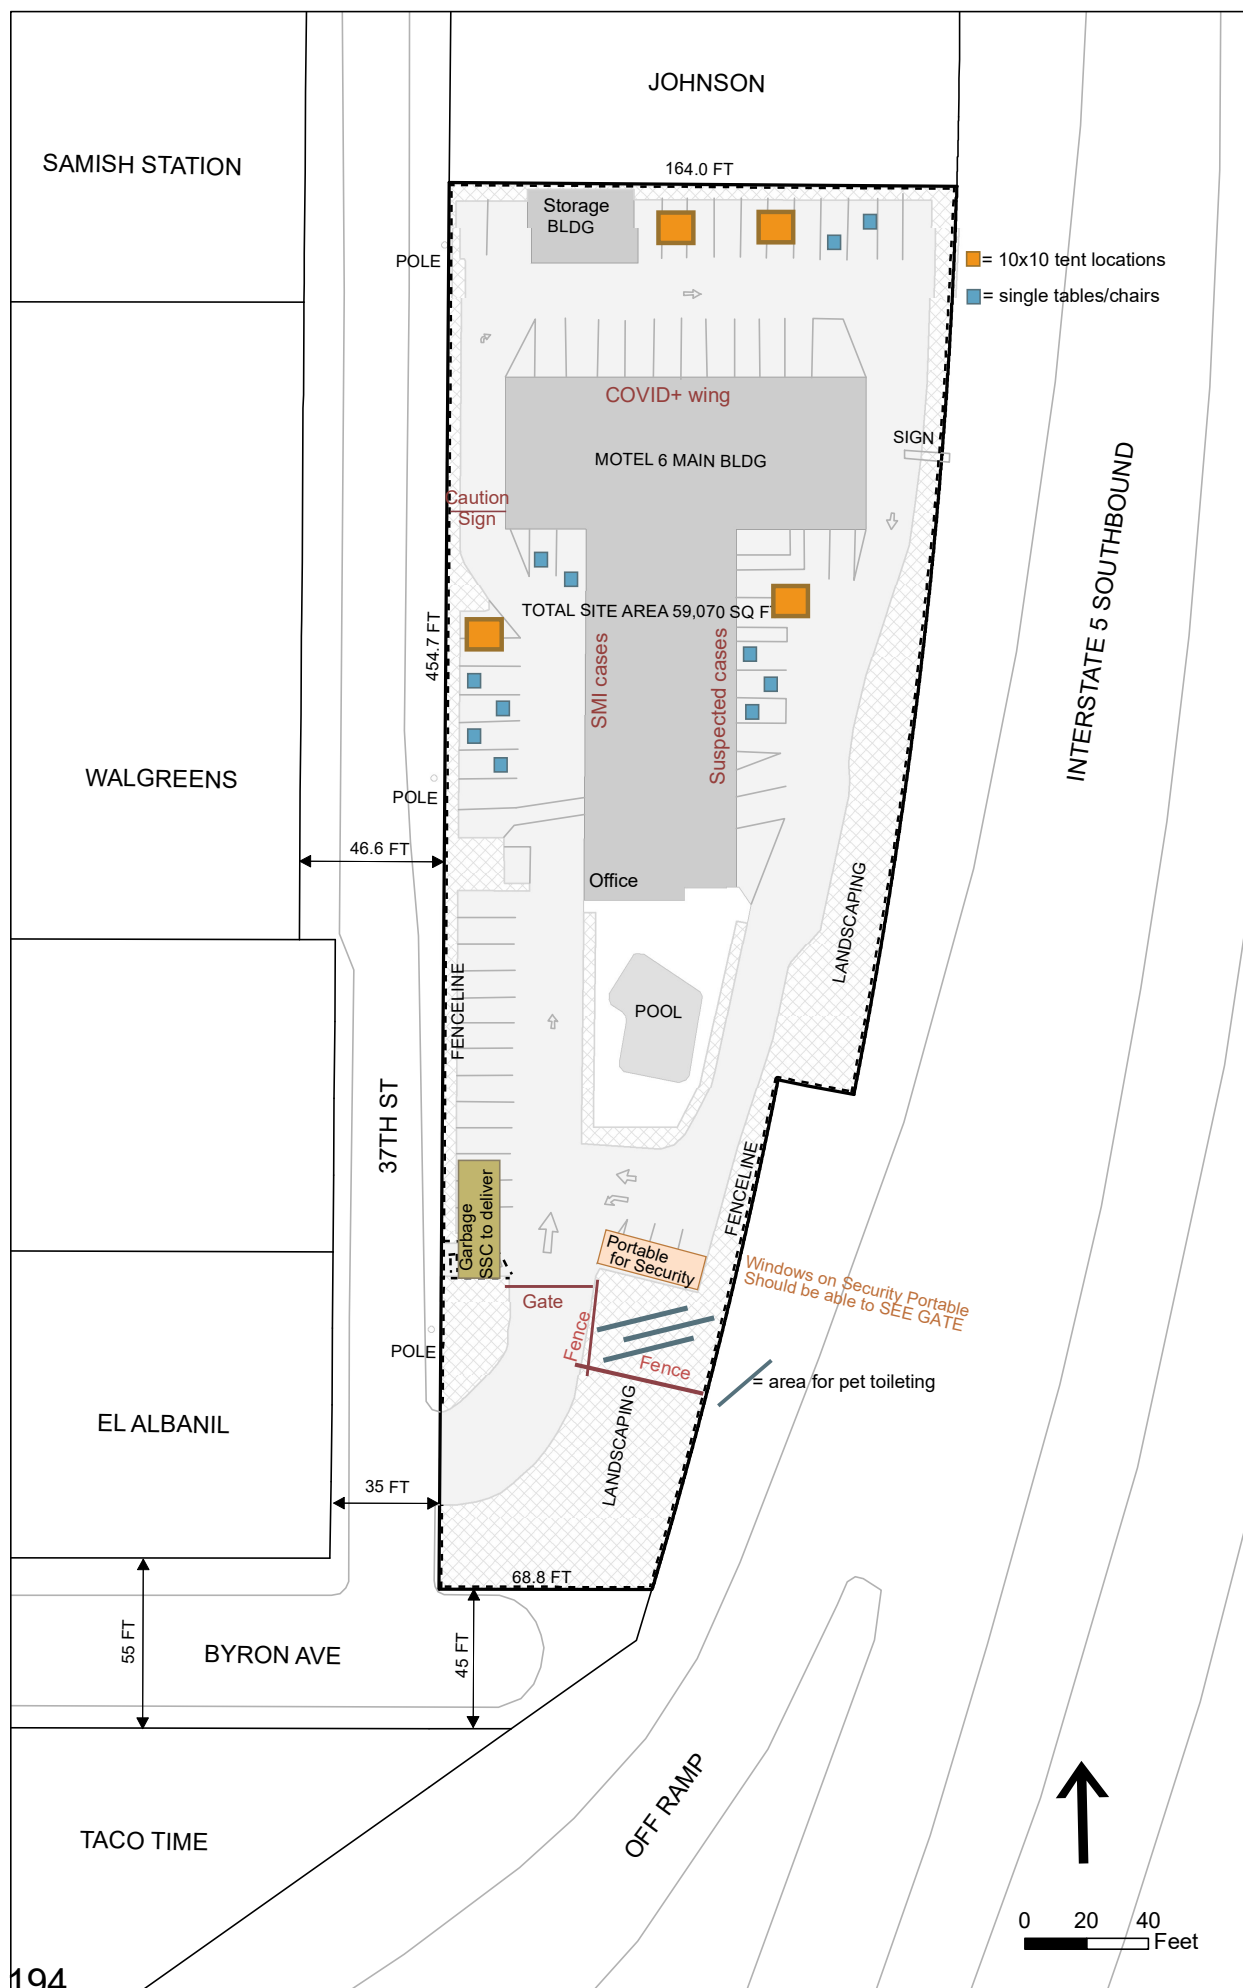 JOHNSON
SAMISH STATION
164.0 FT
Storage
BLDG
POLE
= 10x10 tent locations
= single tables/chairs
COVID+ wing
SIGN
MOTEL 6 MAIN BLDG
Caution
Sign
INTERSTATE 5 SOUTHBOUND
TOTAL SITE AREA 59,070 SQ F
454.7 FT
SMI cases
Suspected cases
WALGREENS
POLE
46.6 FT
Office
LANDSCAPING
FENCELINE
POOL
37TH ST
FENCELINE
Garbage
SSC to deliver
Portable
for Security
Windows on Security Portable
Should be able to SEE GATE
Gate
Fence
POLE
Fence
= area for pet toileting
EL ALBANIL
LANDSCAPING
35 FT
68.8 FT
55 FT
BYRON AVE
45 FT
OFF RAMP
TACO TIME
0 20 40
Feet
194